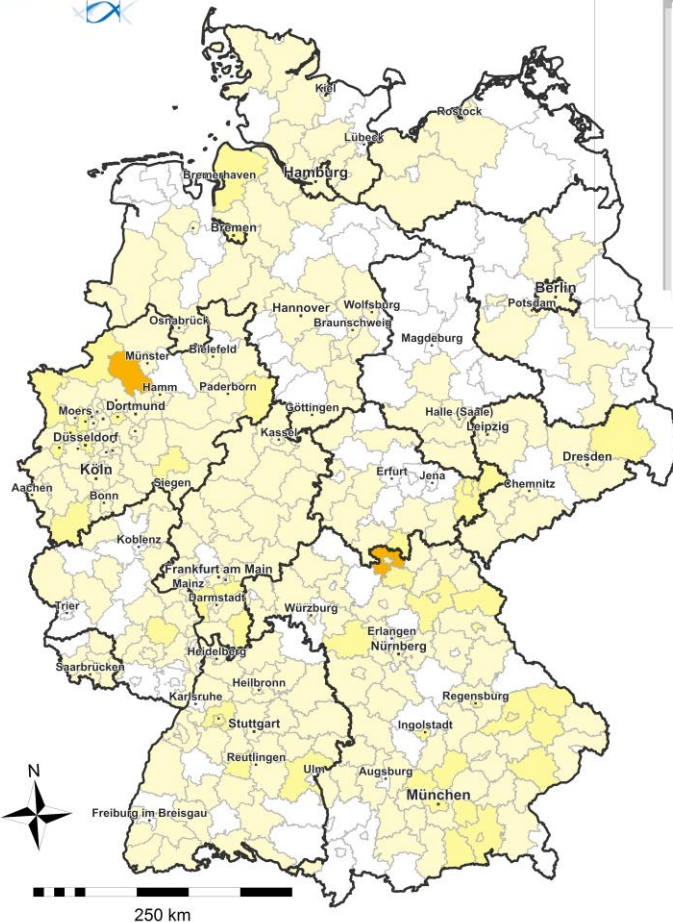 Kiel
Rostock
Lübeck
Bremerhaven
Hamburg
Bremen
Berlin
Hannover
Wolfsburg
Potsdam
Osnabrück
Braunschweig
Magdeburg
Münster
Bielefeld
Hamm
Paderborn
Moers
Dortmund
Göttingen
Halle (Saale)
Leipzig
Düsseldorf
Kassel
Dresden
Köln
Erfurt
Jena
Aachen
Siegen
Chemnitz
Bonn
Koblenz
Frankfurt am Main
Mainz
Darmstadt
Trier
Würzburg
Erlangen
Nürnberg
Heidelberg
Saarbrücken
Heilbronn
Karlsruhe
Regensburg
Stuttgart
Ingolstadt
Reutlingen
Ulm
Augsburg
München
N
Freiburg im Breisgau
250 km